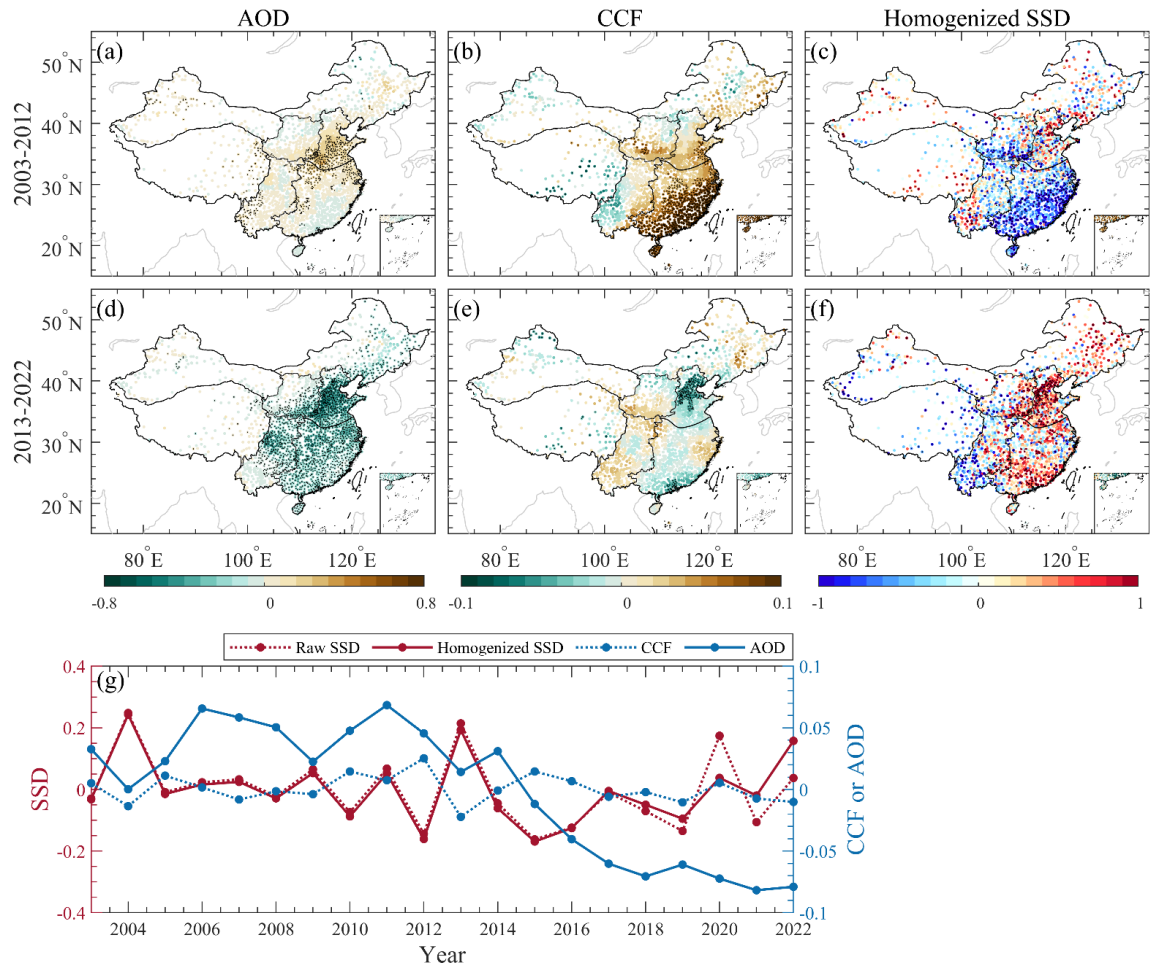 AOD CCF Homogenized SSD
(a) (b) (c)
50°N
40°N
30°N
20°N
2003-2012
(d) (e) (f)
50°N
40°N
30°N
20°N
2013-2022
80°E 100°E 120°E 80°E 100°E 120°E 80°E 100°E 120°E
-0.8 0 0.8 -0.1 0 0.1 -1 0 1
Raw SSD Homogenized SSD CCF AOD
(g)
0.4 0.1
0.2 0.05
0 0
-0.2 -0.05
-0.4 -0.1
SSD
CCF or AOD
2004 2006 2008 2010 2012 2014 2016 2018 2020 2022
Year